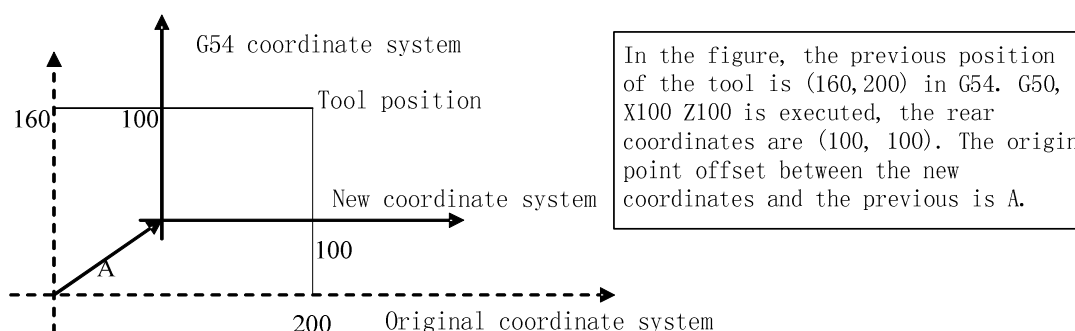 G54 coordinate system
160
100
Tool position
New coordinate system
100
A
200
Original coordinate system
In the figure, the previous position
of the tool is (160,200) in G54. G50,
X100 Z100 is executed, the rear
coordinates are (100, 100). The origin
point offset between the new
coordinates and the previous is A.